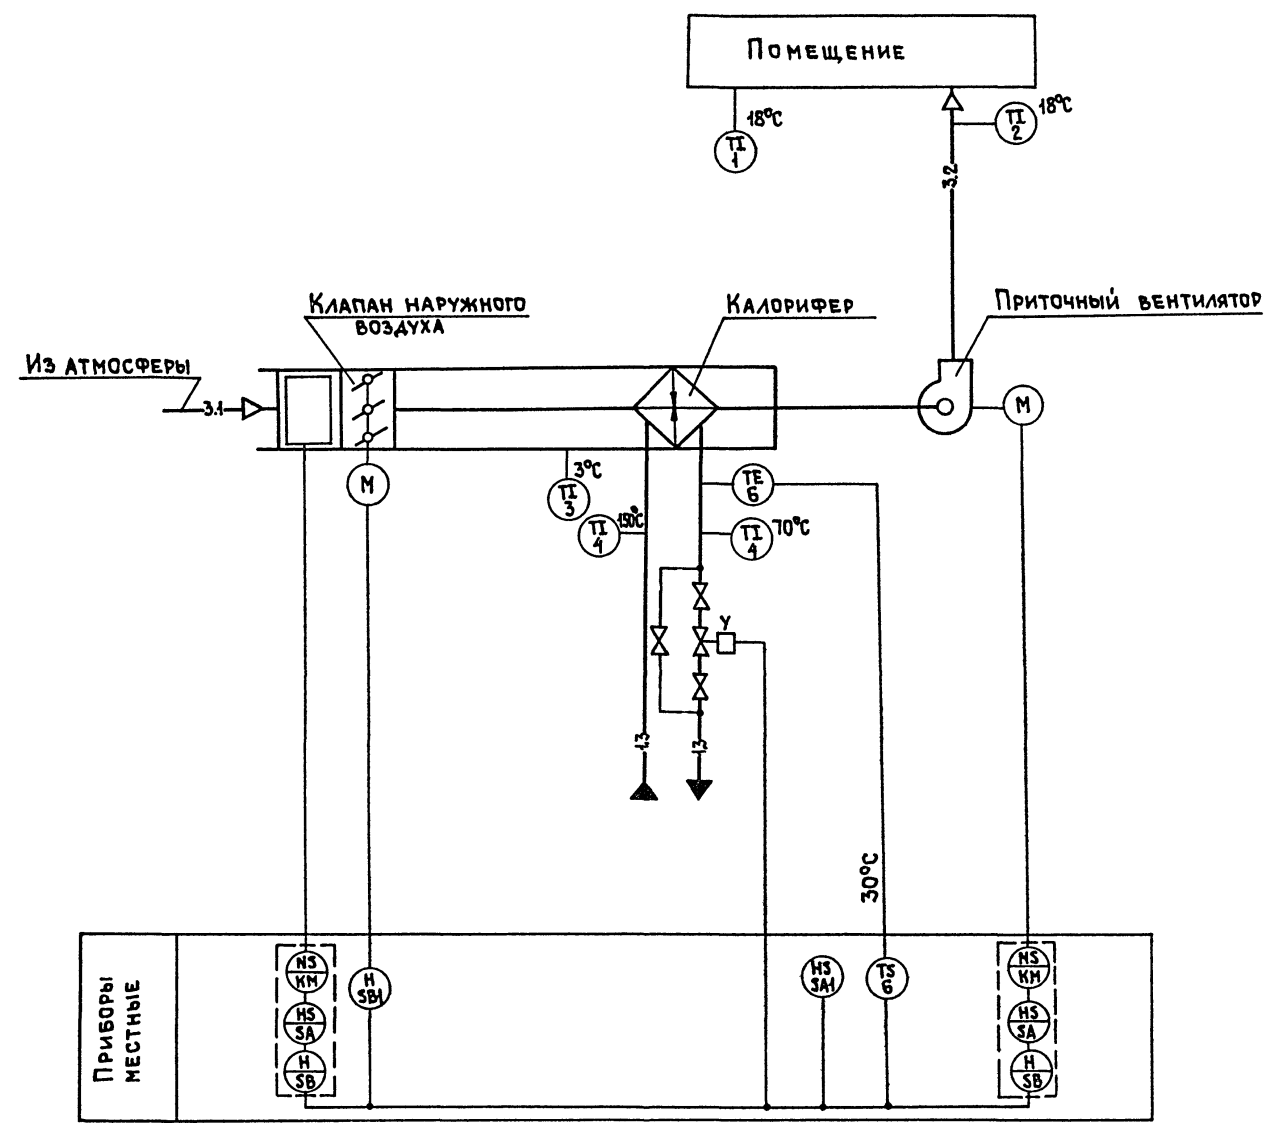 Помещение
18°C
TI
1
TI
2
18°C
3.2
Клапан наружного
воздуха
Калорифер
Приточный вентилятор
Из атмосферы
3.1
M
M
3°C
TI
3
TE
6
150°C
TI
4
TI
4
70°C
У
1.3
1.3
30°C
Приборы
местные
NS
KM
HS
SA
H
SB
H
SB1
HS
SA1
TS
6
NS
KM
HS
SA
H
SB